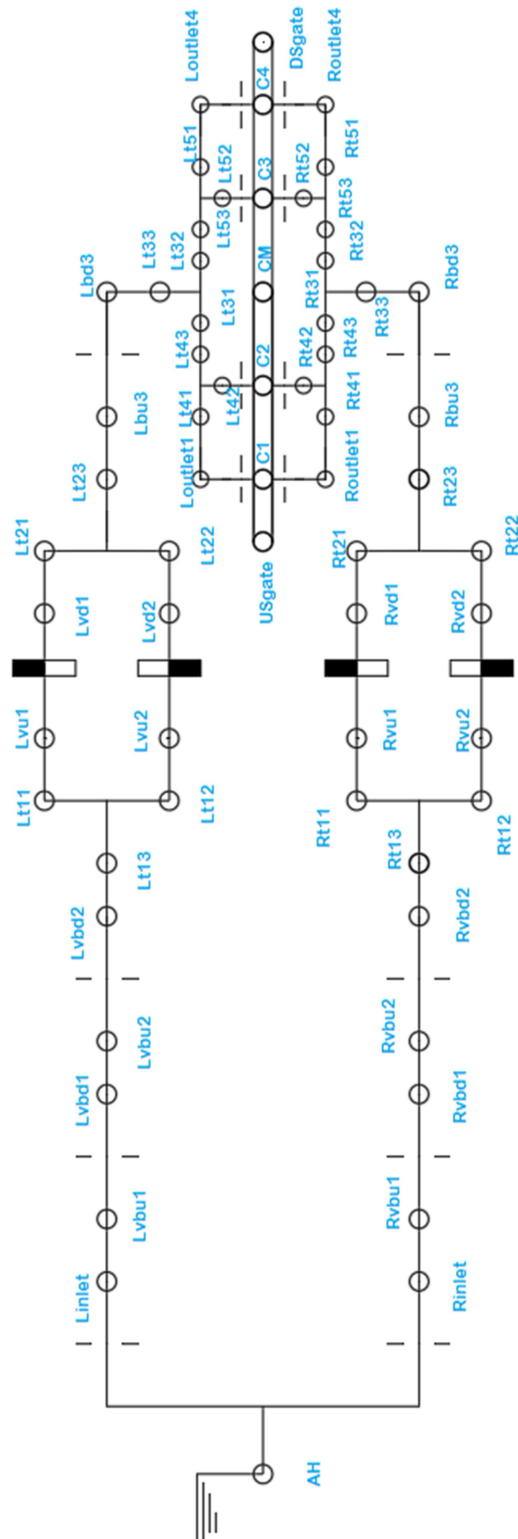 Loutlet4
DSgate
Routlet4
C4
Lt51
Lt52
C3
Rt52
Rt51
Lt53
Rt53
Lbd3
Lt33
Lt32
CM
Rt32
Rbd3
Lt31
Rt31
Rt33
Lt43
C2
Rt42
Rt43
Lbu3
Lt41
Lt42
Rt41
Rbu3
Lt23
Loutlet1
C1
Routlet1
Rt23
Lt21
Lt22
USgate
Rt21
Rt22
Lvd1
Lvd2
Rvd1
Rvd2
Lvu1
Lvu2
Rvu1
Rvu2
Lt11
Lt12
Rt11
Rt12
Lt13
Rt13
Lvbd2
Rvbd2
Lvbu2
Rvbu2
Lvbd1
Rvbd1
Lvbu1
Rvbu1
Linlet
Rinlet
AH